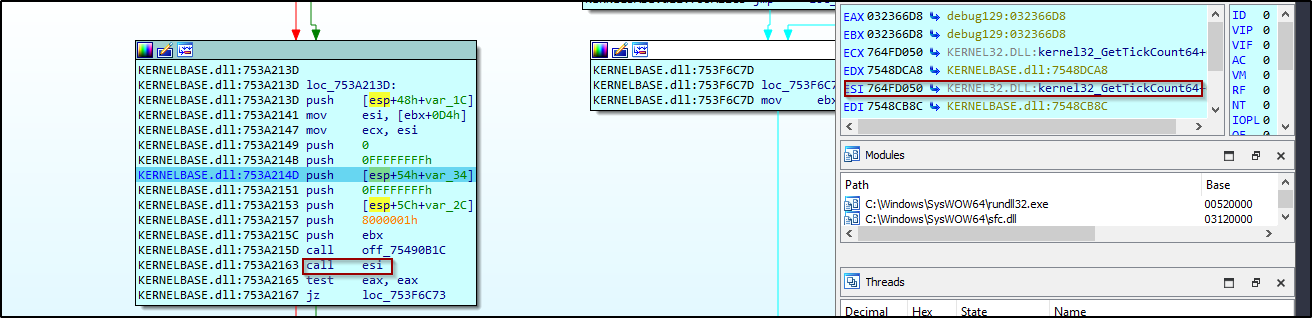 KERNELBASE.dll:753A213D
KERNELBASE.dll:753A213D loc_753A213D:
KERNELBASE.dll:753A213D push [esp+48h+var_1C]
KERNELBASE.dll:753A2141 mov esi, [ebx+0D4h]
KERNELBASE.dll:753A2147 mov ecx, esi
KERNELBASE.dll:753A2149 push 0
KERNELBASE.dll:753A214B push 0FFFFFFFFh
KERNELBASE.dll:753A214D push [esp+54h+var_34]
KERNELBASE.dll:753A2151 push 0FFFFFFFFh
KERNELBASE.dll:753A2153 push [esp+5Ch+var_2C]
KERNELBASE.dll:753A2157 push 8000001h
KERNELBASE.dll:753A215C push ebx
KERNELBASE.dll:753A215D call off_75490B1C
KERNELBASE.dll:753A2163 call esi
KERNELBASE.dll:753A2165 test eax, eax
KERNELBASE.dll:753A2167 jz loc_753F6C73
KERNELBASE.dll:753F6C7D
KERNELBASE.dll:753F6C7D loc_753F6C7
KERNELBASE.dll:753F6C7D mov ebx
EAX 032366D8 debug129:032366D8
EBX 032366D8 debug129:032366D8
ECX 764FD050 KERNEL32.DLL:kernel32_GetTickCount64+
EDX 7548DCA8 KERNELBASE.dll:7548DCA8
ESI 764FD050 KERNEL32.DLL:kernel32_GetTickCount64+
EDI 7548CB8C KERNELBASE.dll:7548CB8C
ID 0
VIP 0
VIF 0
AC 0
VM 0
RF 0
NT 0
IOPL 0
Modules
Path Base
C:\Windows\SysWOW64\rundll32.exe 00520000
C:\Windows\SysWOW64\sfc.dll 03120000
Threads
Decimal Hex State Name